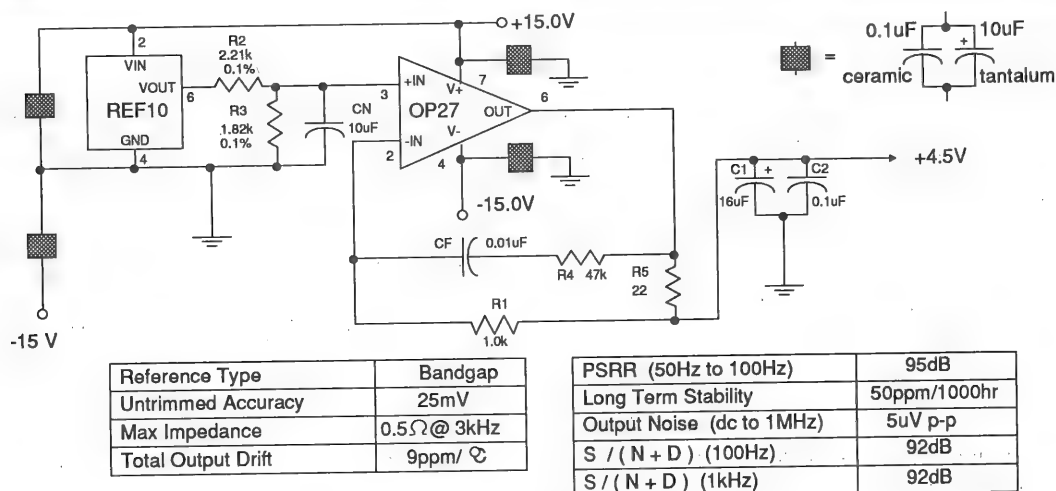 +15.0V
2
VIN
VOUT
6
REF10
GND
4
R2
2.21k
0.1%
R3
1.82k
0.1%
CN
10uF
3
+IN
7
V+
OP27
OUT
6
-IN
2
V-
4
-15.0V
-15 V
0.1uF
10uF
+
=
ceramic
tantalum
+4.5V
C1
+
C2
16uF
0.1uF
CF
0.01uF
R4
47k
R5
22
R1
1.0k
Reference Type Bandgap
Untrimmed Accuracy 25mV
Max Impedance 0.5Ω@ 3kHz
Total Output Drift 9ppm/ ℃
PSRR (50Hz to 100Hz) 95dB
Long Term Stability 50ppm/1000hr
Output Noise (dc to 1MHz) 5uV p-p
S / ( N + D ) (100Hz) 92dB
S / ( N + D ) (1kHz) 92dB